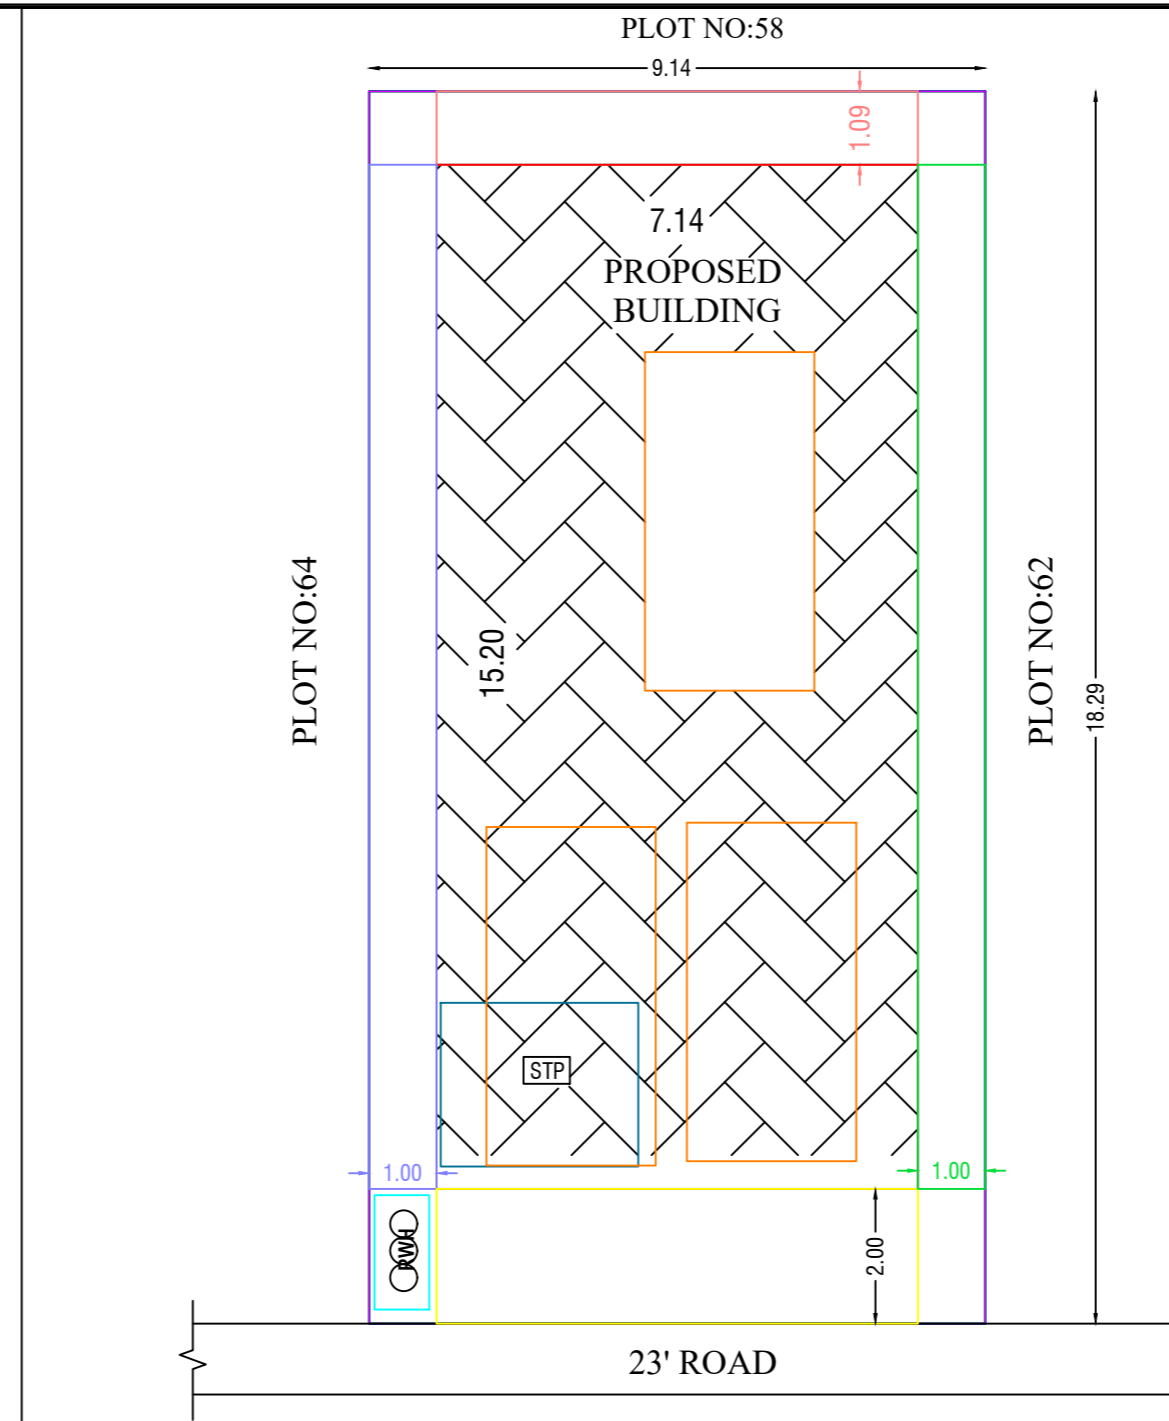 PLOT NO:58
9.14
1.09
7.14
PROPOSED
BUILDING
PLOT NO:64
15.20
PLOT NO:62
18.29
STP
1.00
1.00
RWH
2.00
23' ROAD